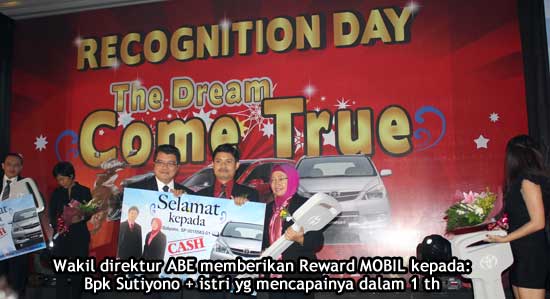 RECOGNITION DAY
The Dream
Come True
Selamat
kepada
CASH
Wakil direktur ABE memberikan Reward MOBIL kepada:
Bpk Sutiyono + istri yg mencapainya dalam 1 th